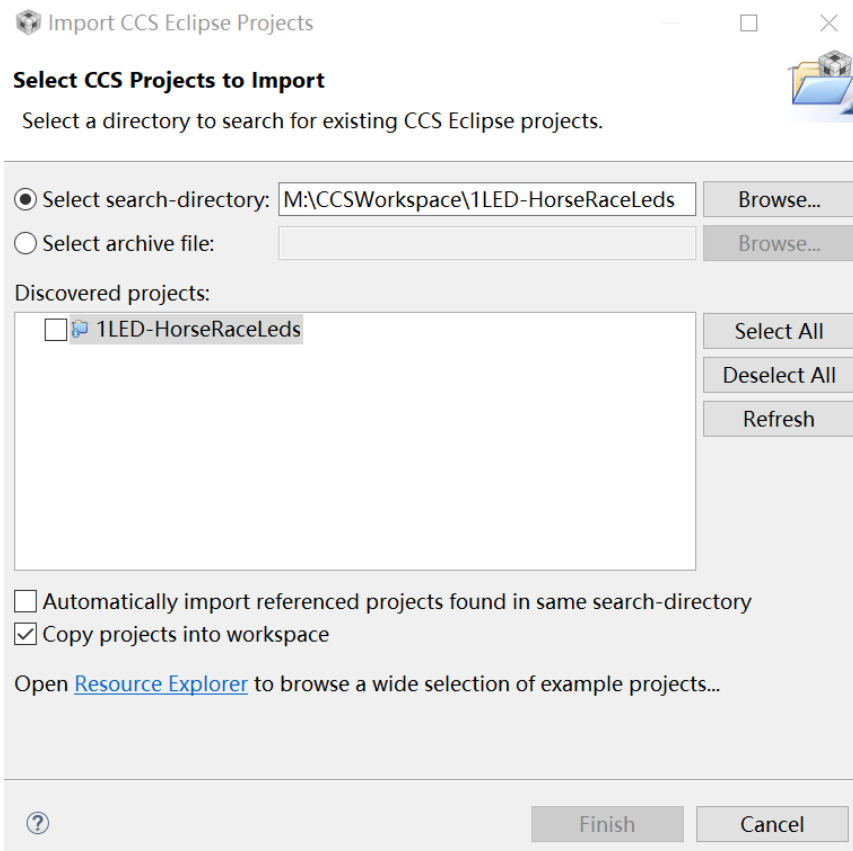 Import CCS Eclipse Projects
Select CCS Projects to Import
Select a directory to search for existing CCS Eclipse projects.
Select search-directory: M:\CCSWorkspace\1LED-HorseRaceLeds Browse...
Select archive file: Browse...
Discovered projects:
1LED-HorseRaceLeds
Select All
Deselect All
Refresh
Automatically import referenced projects found in same search-directory
Copy projects into workspace
Open Resource Explorer to browse a wide selection of example projects...
? Finish Cancel